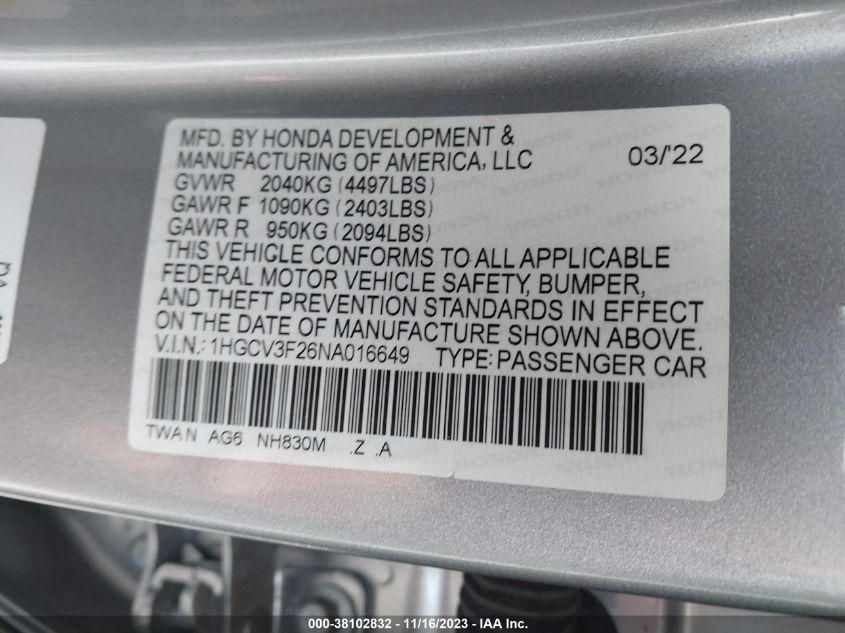 MFD. BY HONDA DEVELOPMENT &
MANUFACTURING OF AMERICA, LLC 03/'22
GVWR 2040KG (4497LBS)
GAWR F 1090KG (2403LBS)
GAWR R 950KG (2094LBS)
THIS VEHICLE CONFORMS TO ALL APPLICABLE
FEDERAL MOTOR VEHICLE SAFETY, BUMPER,
AND THEFT PREVENTION STANDARDS IN EFFECT
ON THE DATE OF MANUFACTURE SHOWN ABOVE.
V.I.N.: 1HGCV3F26NA016649 TYPE: PASSENGER CAR
TWA N AG6 NH830M .Z .A
000-38102832 - 11/16/2023 - IAA Inc.